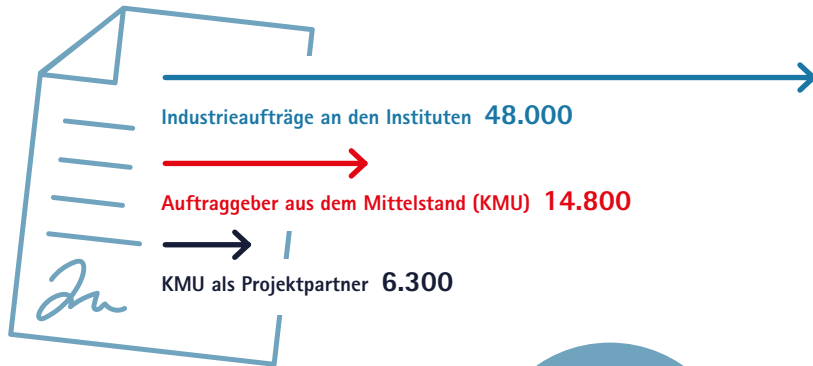 Industrieaufträge an den Instituten 48.000
Auftraggeber aus dem Mittelstand (KMU) 14.800
KMU als Projektpartner 6.300